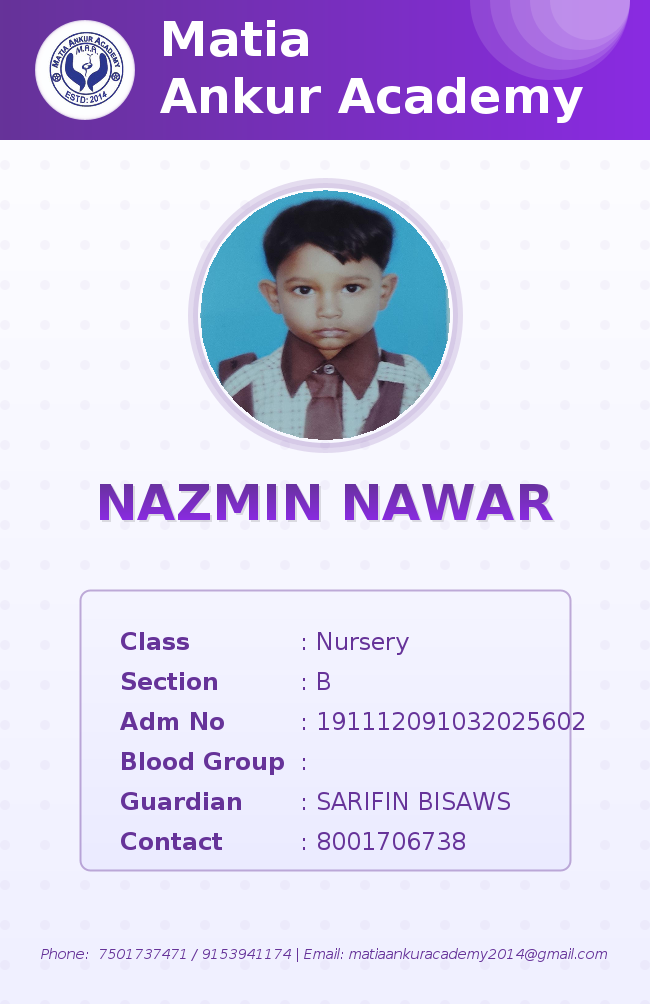 Matia
Ankur Academy
MATIA ANKUR ACADEMY
M.A.A.
ESTD: 2014
NAZMIN NAWAR
Class : Nursery
Section : B
Adm No : 191112091032025602
Blood Group :
Guardian : SARIFIN BISAWS
Contact : 8001706738
Phone: 7501737471 / 9153941174 | Email: matiaankuracademy2014@gmail.com